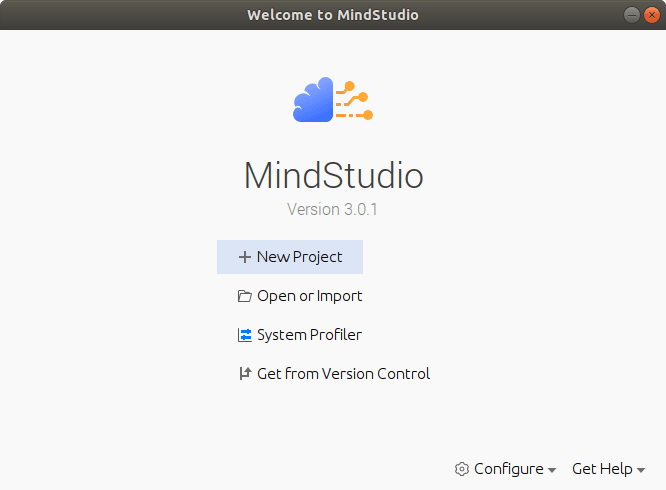 Welcome to MindStudio
MindStudio
Version 3.0.1
New Project
Open or Import
System Profiler
Get from Version Control
Configure
Get Help